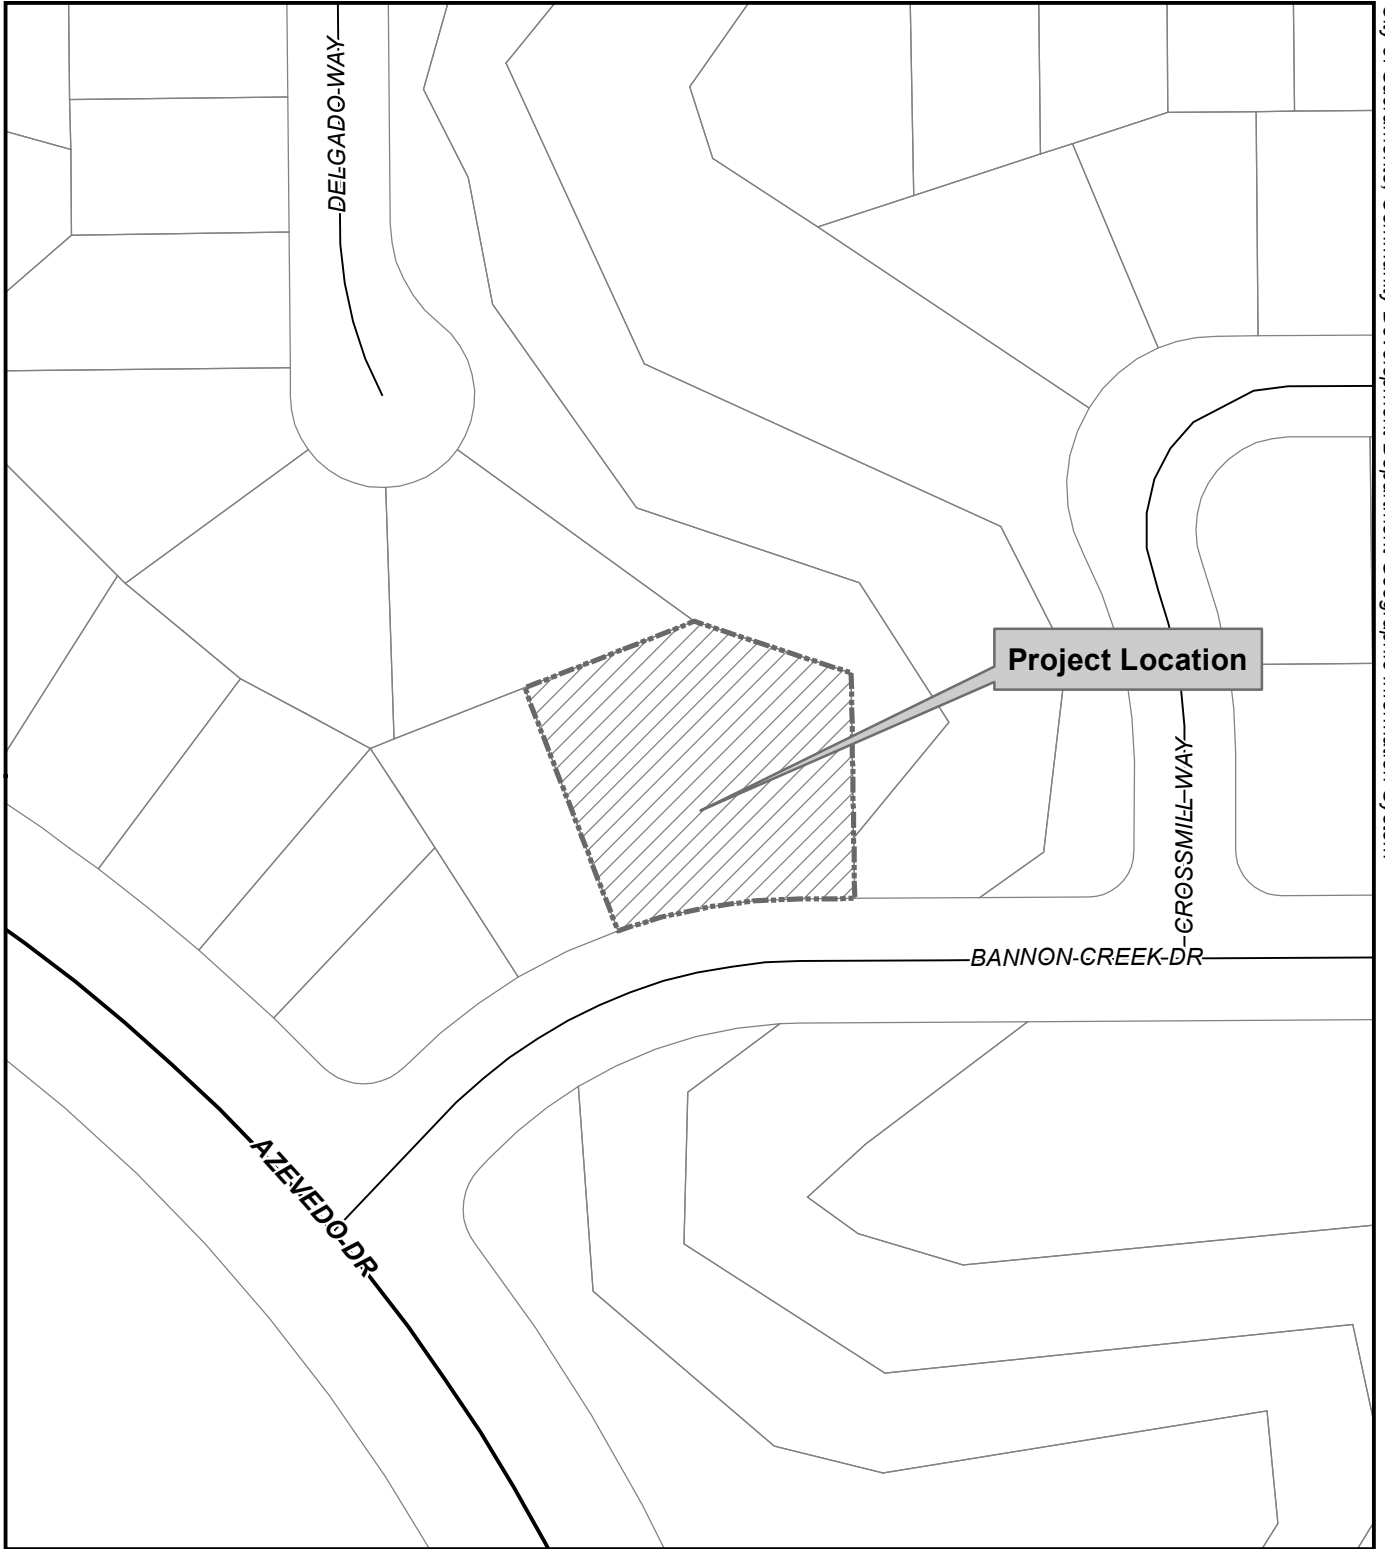 DELGADO WAY
Project Location
CROSSMILL WAY
BANNON CREEK DR
AZEVEDO DR